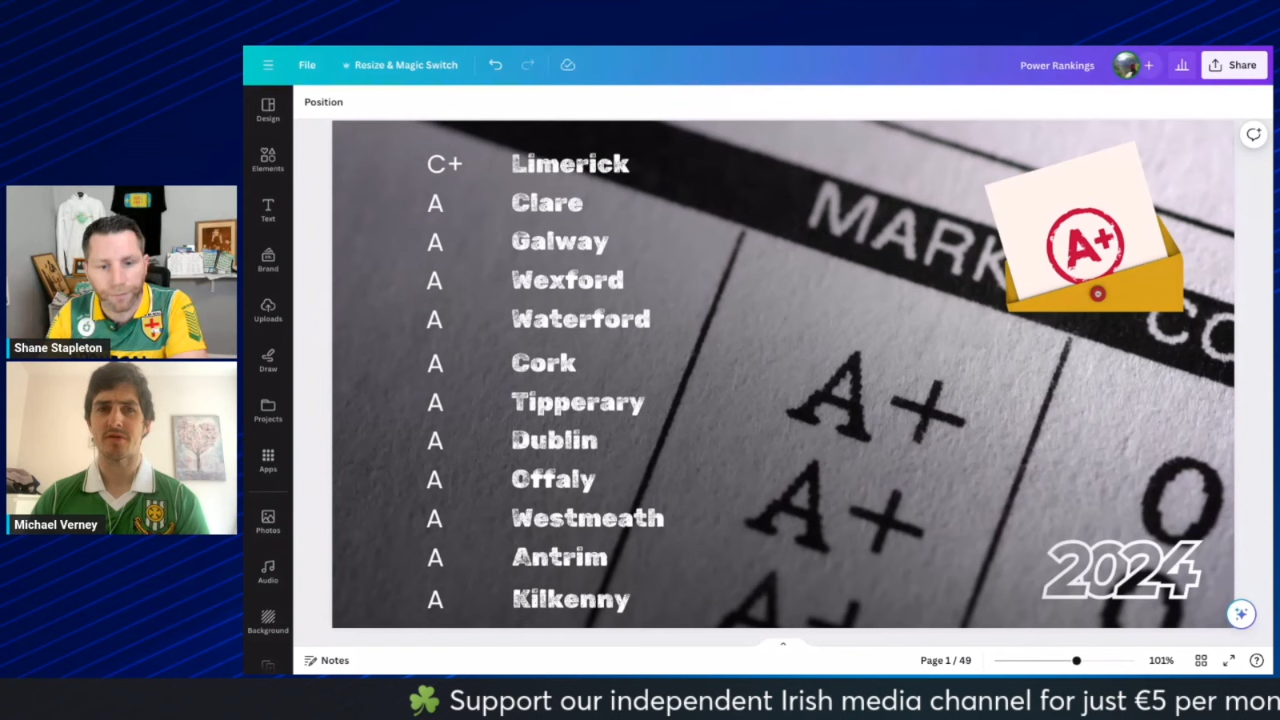 File
Resize & Magic Switch
Power Rankings
Share
Design
Elements
Text
Brand
Uploads
Draw
Projects
Apps
Photos
Audio
Background
Position
C+ Limerick
A Clare
A Galway
A Wexford
A Waterford
A Cork
A Tipperary
A Dublin
A Offaly
A Westmeath
A Antrim
A Kilkenny
MARK
CO
A+
A+
A+
A+
O
2024
Shane Stapleton
Michael Verney
Notes
Page 1 / 49
101%
☘️ Support our independent Irish media channel for just €5 per mon